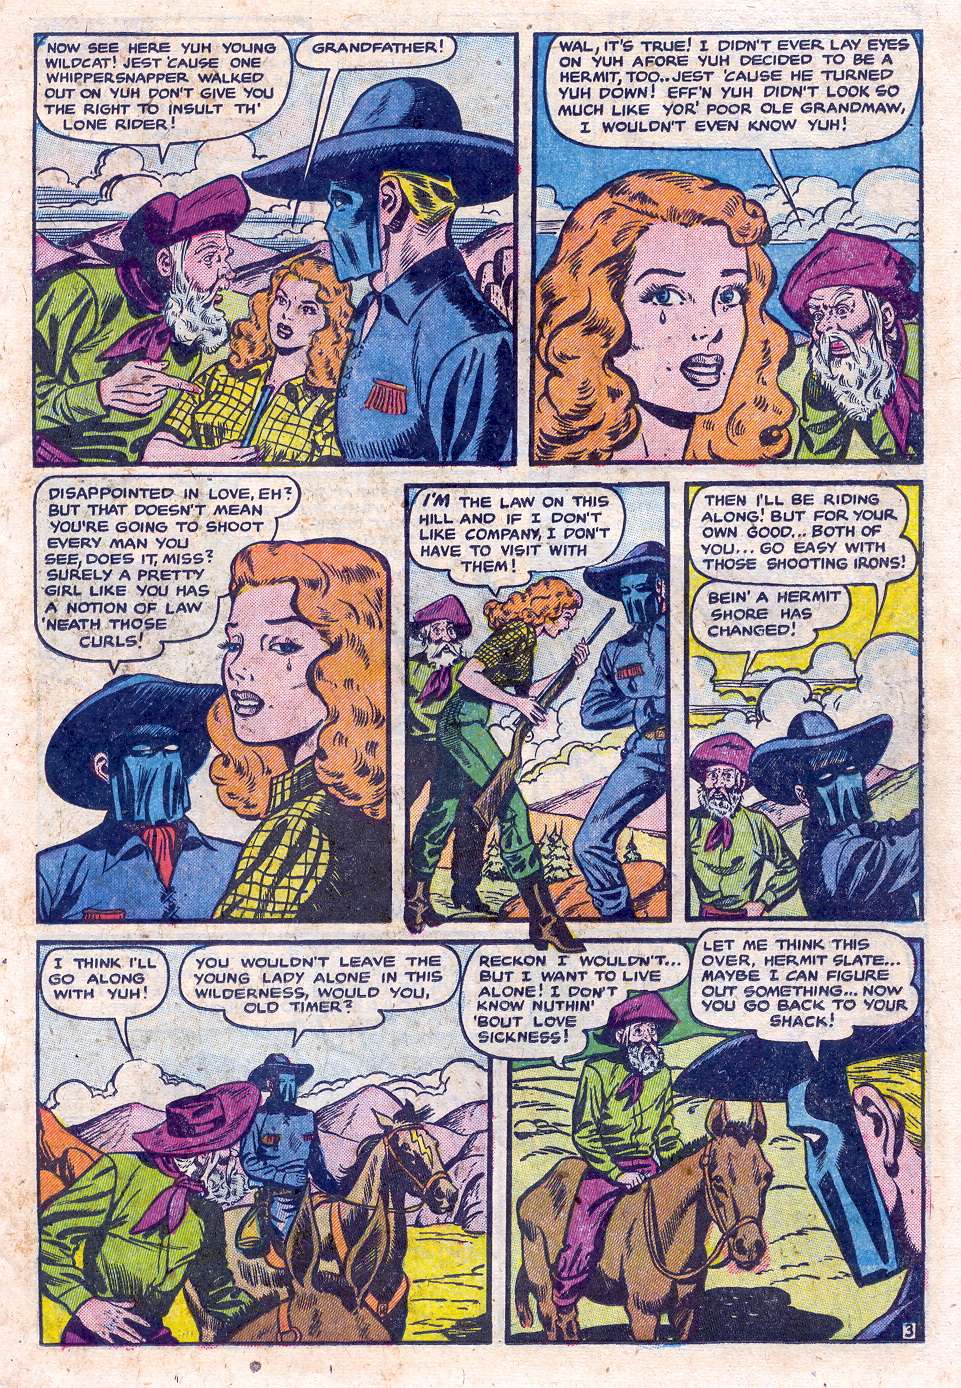 NOW SEE HERE YUH YOUNG
WILDCAT! JEST 'CAUSE ONE
WHIPPERSNAPPER WALKED
OUT ON YUH DON'T GIVE YOU
THE RIGHT TO INSULT TH'
LONE RIDER!
GRANDFATHER!
WAL, IT'S TRUE! I DIDN'T EVER LAY EYES
ON YUH AFORE YUH DECIDED TO BE A
HERMIT, TOO.. JEST 'CAUSE HE TURNED
YUH DOWN! EFF'N YUH DIDN'T LOOK SO
MUCH LIKE YOR' POOR OLE GRANDMAW,
I WOULDN'T EVEN KNOW YUH!
DISAPPOINTED IN LOVE, EH?
BUT THAT DOESN'T MEAN
YOU'RE GOING TO SHOOT
EVERY MAN YOU
SEE, DOES IT, MISS?
SURELY A PRETTY
GIRL LIKE YOU HAS
A NOTION OF LAW
'NEATH THOSE
CURLS!
I'M THE LAW ON THIS
HILL AND IF I DON'T
LIKE COMPANY, I DON'T
HAVE TO VISIT WITH
THEM!
THEN I'LL BE RIDING
ALONG! BUT FOR YOUR
OWN GOOD... BOTH OF
YOU... GO EASY WITH
THOSE SHOOTING IRONS!
BEIN' A HERMIT
SHORE HAS
CHANGED!
I THINK I'LL
GO ALONG
WITH YUH!
YOU WOULDN'T LEAVE THE
YOUNG LADY ALONE IN THIS
WILDERNESS, WOULD YOU,
OLD TIMER?
RECKON I WOULDN'T...
BUT I WANT TO LIVE
ALONE! I DON'T
KNOW NUTHIN'
'BOUT LOVE
SICKNESS!
LET ME THINK THIS
OVER, HERMIT SLATE...
MAYBE I CAN FIGURE
OUT SOMETHING... NOW
YOU GO BACK TO YOUR
SHACK!
3